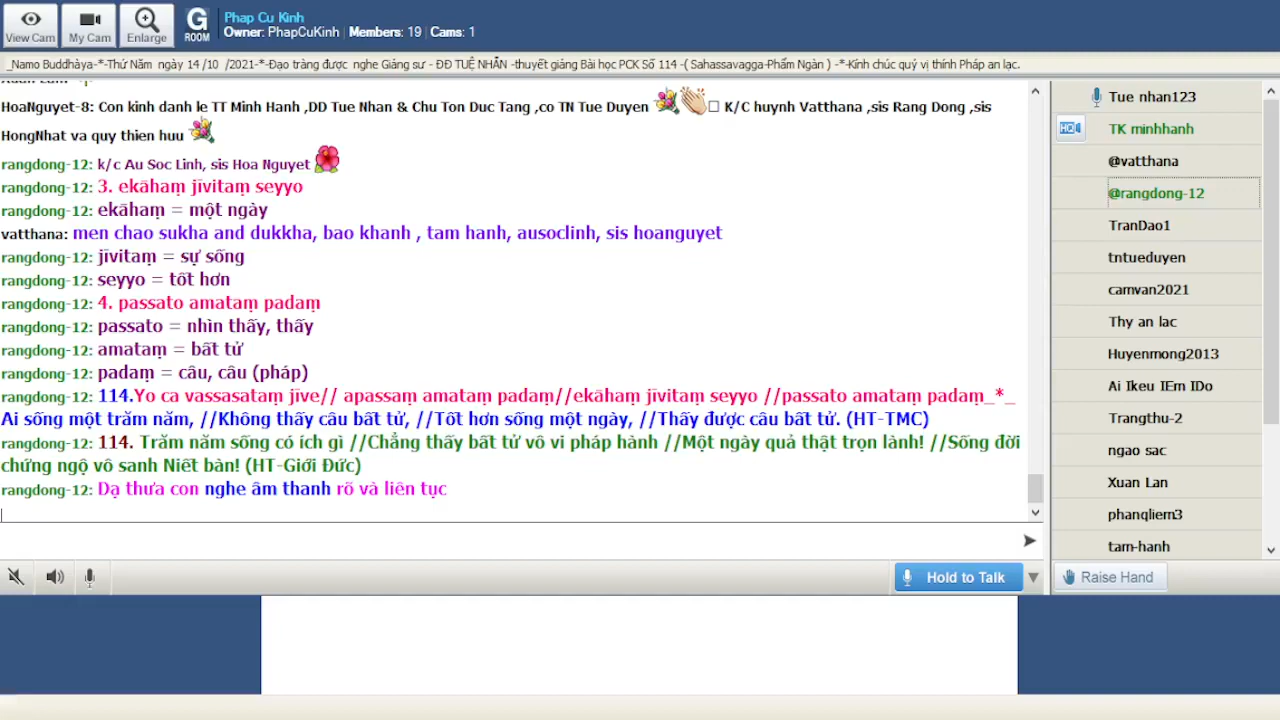 View Cam
My Cam
Enlarge
G
ROOM
Phap Cu Kinh
Owner: PhapCuKinh | Members: 19 | Cams: 1
_Namo Buddhàya-*-Thứ Năm ngày 14 /10 /2021-*-Đạo tràng được nghe Giảng sư - ĐĐ TUỆ NHẪN -thuyết giảng Bài học PCK Số 114 -( Sahassavagga-Phẩm Ngàn ) -*-Kính chúc quý vị thính Pháp an lạc.
HoaNguyet-8: Con kinh danh le TT Minh Hanh ,DD Tue Nhan & Chu Ton Duc Tang ,co TN Tue Duyen K/C huynh Vatthana ,sis Rang Dong ,sis
HongNhat va quy thien huu
rangdong-12: k/c Au Soc Linh, sis Hoa Nguyet
rangdong-12: 3. ekāhaṃ jīvitaṃ seyyo
rangdong-12: ekāhaṃ = một ngày
vatthana: men chao sukha and dukkha, bao khanh , tam hanh, ausoclinh, sis hoanguyet
rangdong-12: jīvitaṃ = sự sống
rangdong-12: seyyo = tốt hơn
rangdong-12: 4. passato amataṃ padaṃ
rangdong-12: passato = nhìn thấy, thấy
rangdong-12: amataṃ = bất tử
rangdong-12: padaṃ = câu, câu (pháp)
rangdong-12: 114.Yo ca vassasataṃ jīve// apassaṃ amataṃ padaṃ//ekāhaṃ jīvitaṃ seyyo //passato amataṃ padaṃ_*_
Ai sống một trăm năm, //Không thấy câu bất tử, //Tốt hơn sống một ngày, //Thấy được câu bất tử. (HT-TMC)
rangdong-12: 114. Trăm năm sống có ích gì //Chẳng thấy bất tử vô vi pháp hành //Một ngày quả thật trọn lành! //Sống đời
chứng ngộ vô sanh Niết bàn! (HT-Giới Đức)
rangdong-12: Dạ thưa con nghe âm thanh rõ và liên tục
Hold to Talk
Tue nhan123
HQ TK minhhanh
@vatthana
@rangdong-12
TranDao1
tntueduyen
camvan2021
Thy an lac
Huyenmong2013
Ai Ikeu IEm IDo
Trangthu-2
ngao sac
Xuan Lan
phanqliem3
tam-hanh
Raise Hand